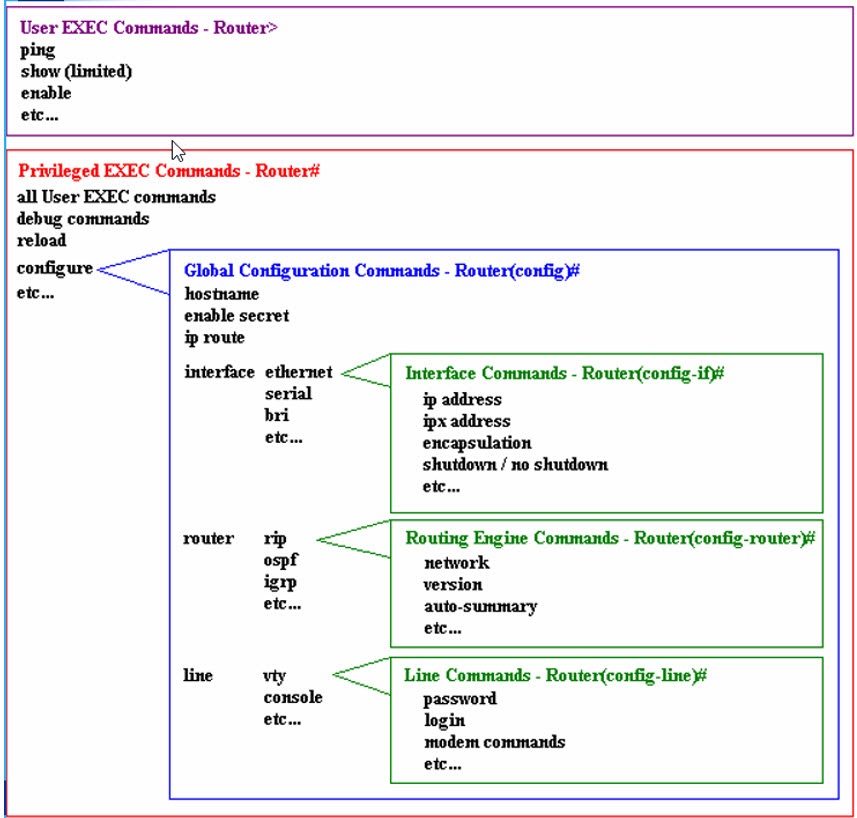 User EXEC Commands - Router>
ping
show (limited)
enable
etc...
Privileged EXEC Commands - Router#
all User EXEC commands
debug commands
reload
configure
etc...
Global Configuration Commands - Router(config)#
hostname
enable secret
ip route
interface ethernet
serial
bri
etc...
Interface Commands - Router(config-if)#
ip address
ipx address
encapsulation
shutdown / no shutdown
etc...
router rip
ospf
igrp
etc...
Routing Engine Commands - Router(config-router)#
network
version
auto-summary
etc...
line vty
console
etc...
Line Commands - Router(config-line)#
password
login
modem commands
etc...